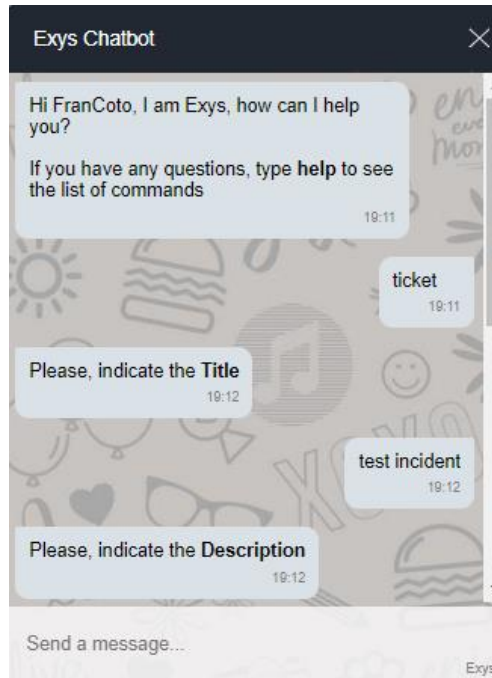 Exys Chatbot
Hi FranCoto, I am Exys, how can I help
you?
If you have any questions, type help to see
the list of commands
19:11
ticket
19:11
Please, indicate the Title
19:12
test incident
19:12
Please, indicate the Description
19:12
Send a message...
Exys